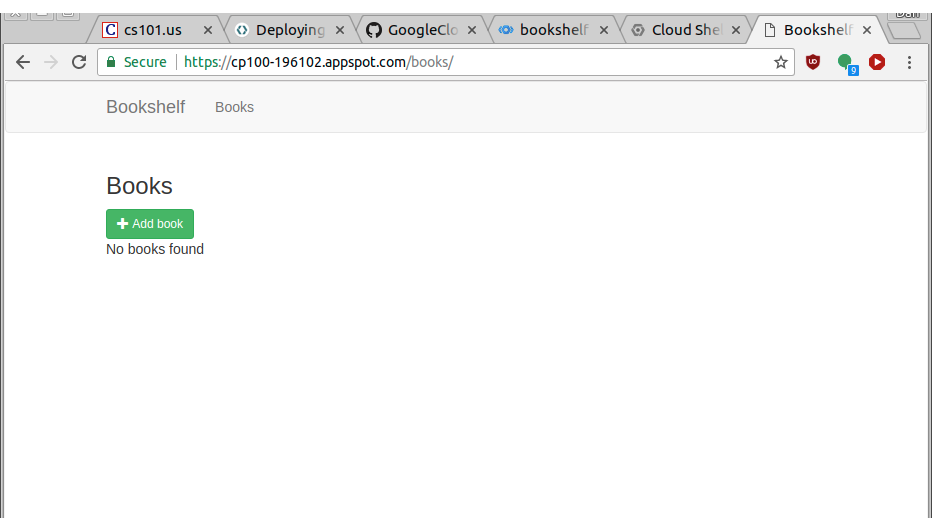 Dan
C cs101.us × Deploying × GoogleClo × bookshelf × Cloud Shel × Bookshelf ×
Secure https://cp100-196102.appspot.com/books/ 9
Bookshelf Books
Books
Add book
No books found